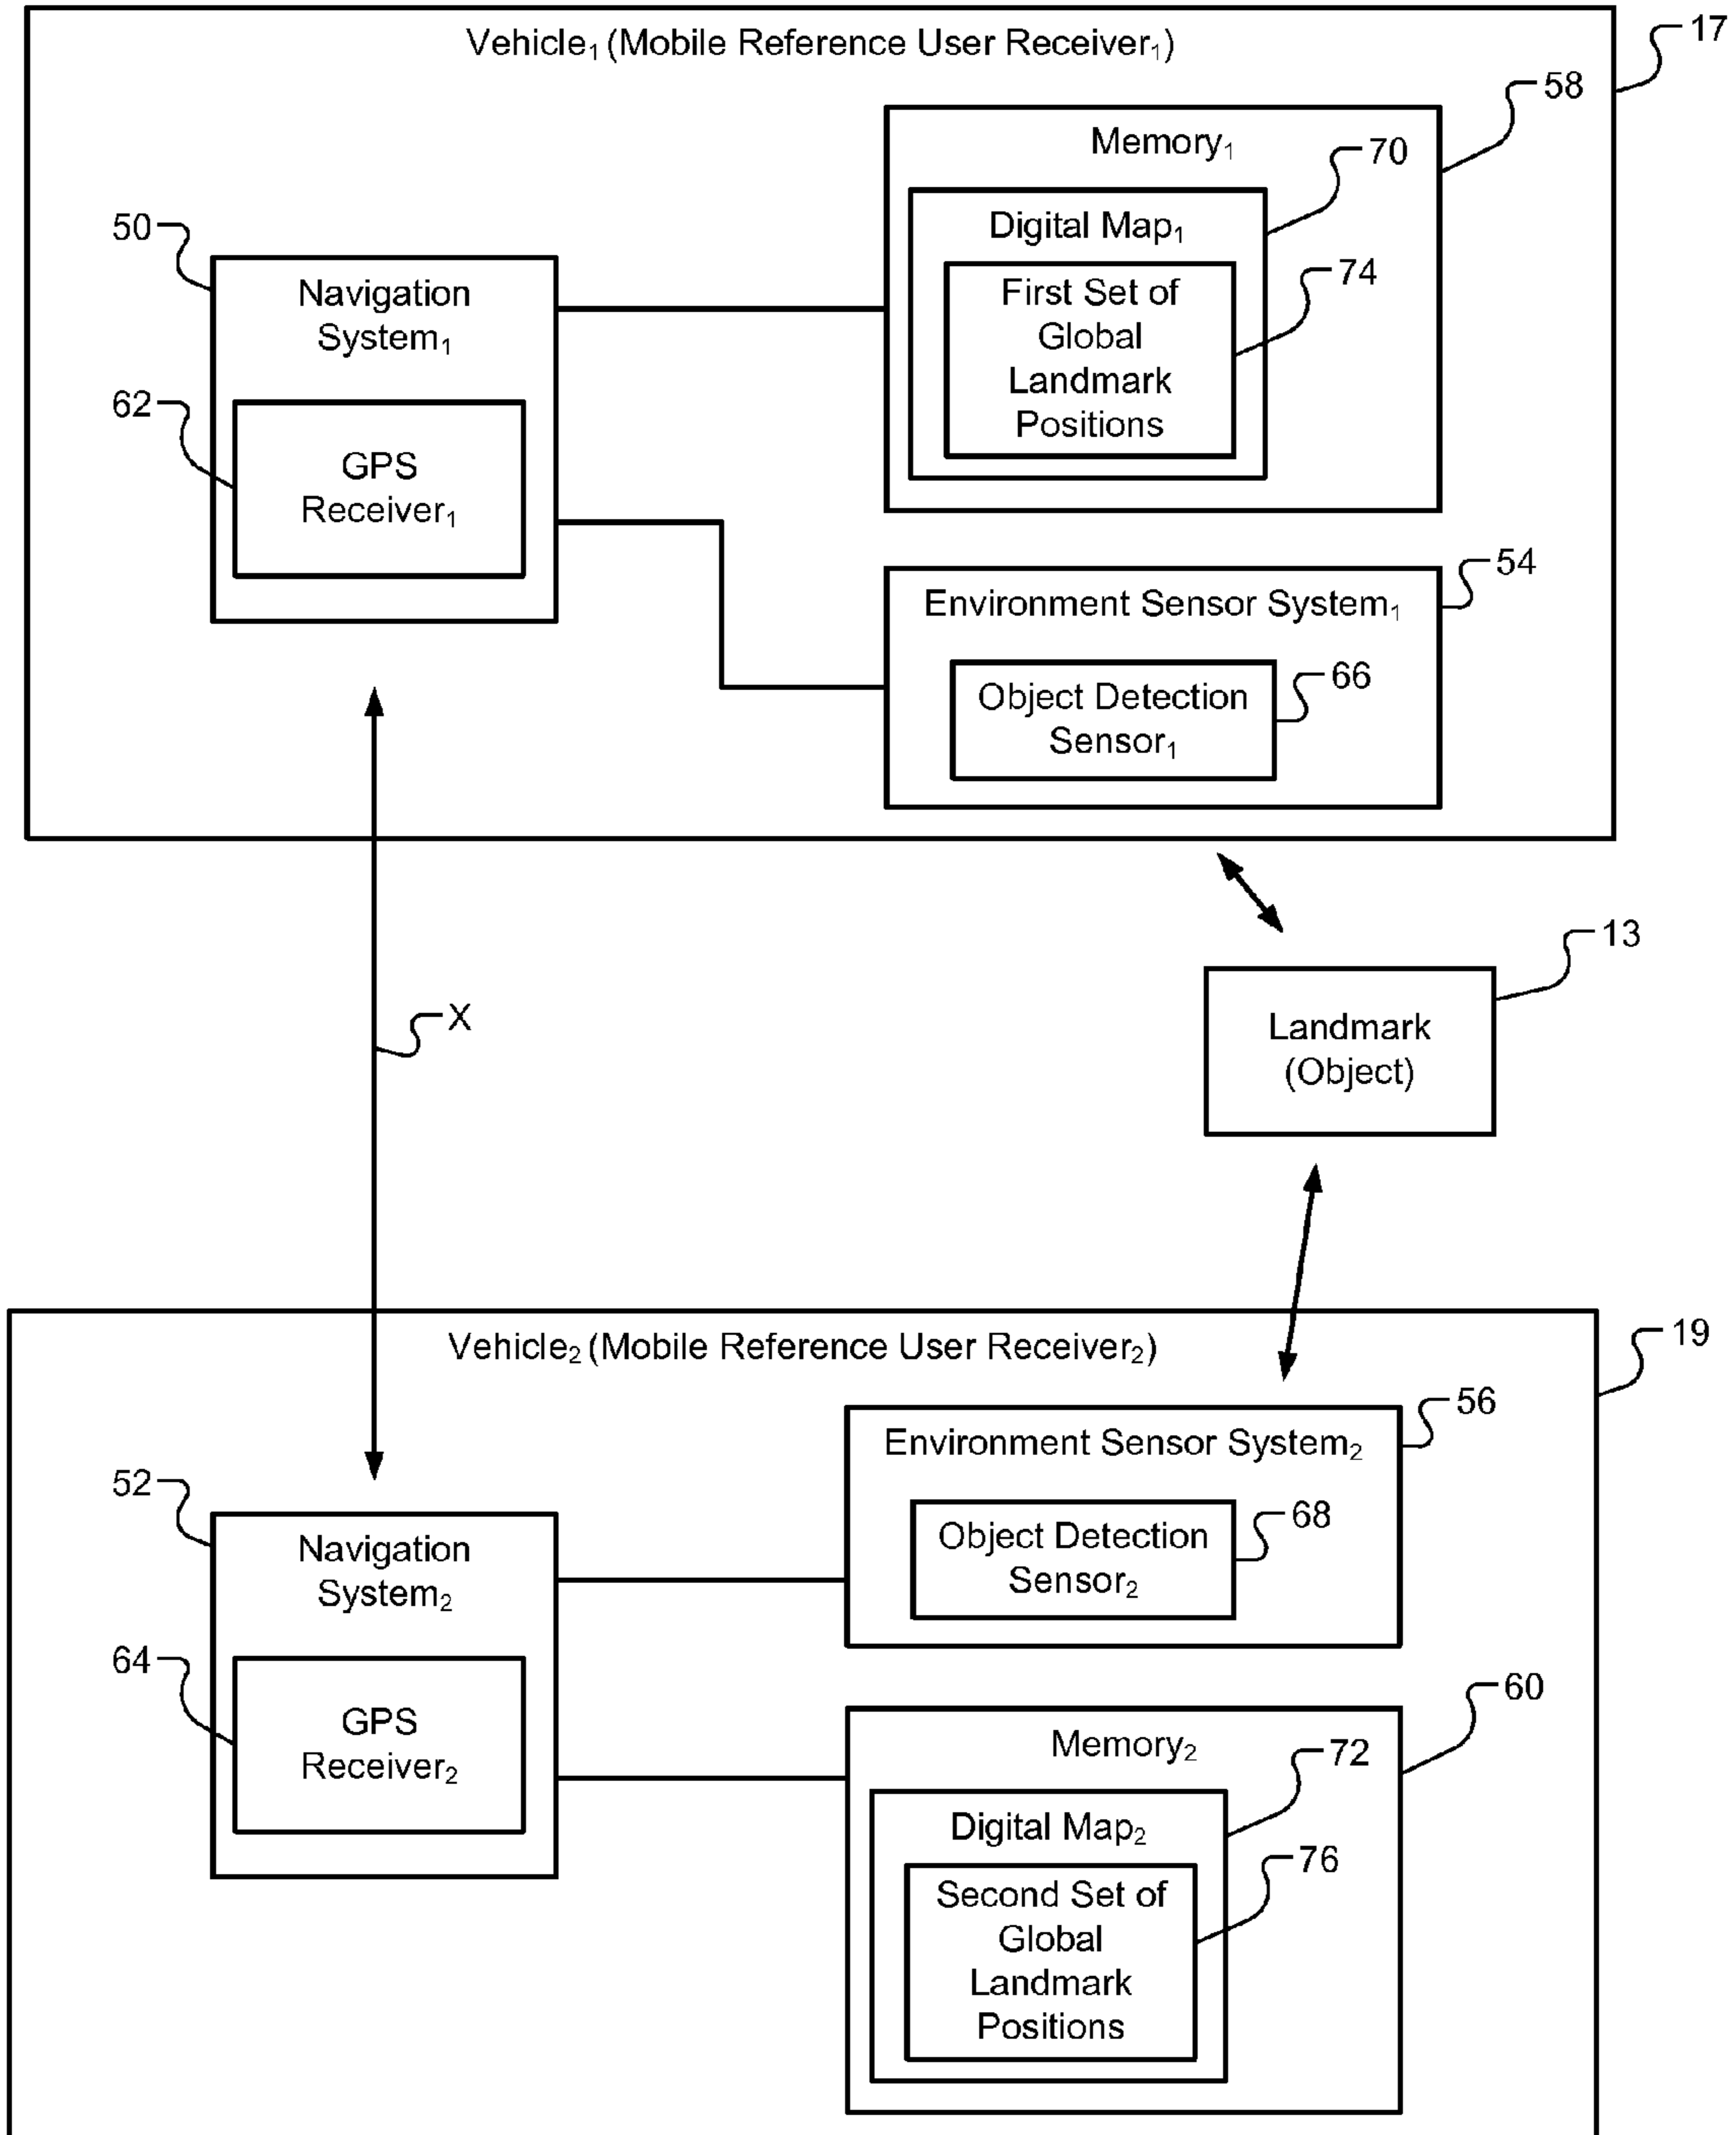 Vehicle₁ (Mobile Reference User Receiver₁)
17
58
Memory₁
70
Digital Map₁
74
First Set of
Global
Landmark
Positions
50
Navigation
System₁
62
GPS
Receiver₁
54
Environment Sensor System₁
66
Object Detection
Sensor₁
13
Landmark
(Object)
X
19
Vehicle₂ (Mobile Reference User Receiver₂)
56
Environment Sensor System₂
68
Object Detection
Sensor₂
52
Navigation
System₂
64
GPS
Receiver₂
60
Memory₂
72
Digital Map₂
76
Second Set of
Global
Landmark
Positions